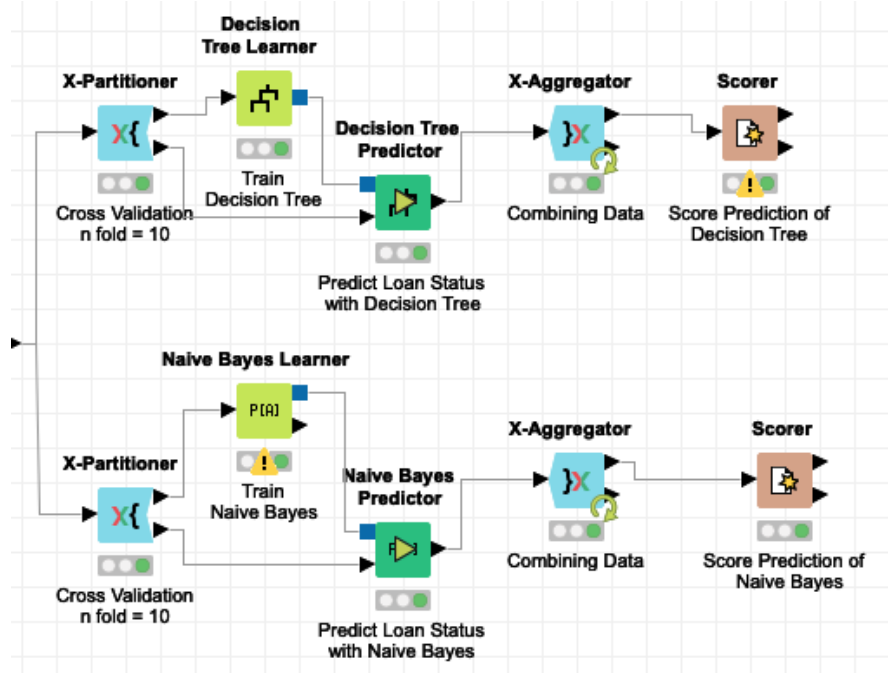 Decision
Tree Learner
X-Partitioner
X-Aggregator
Scorer
X{
}X
Decision Tree
Predictor
Train
Decision Tree
Cross Validation
n fold = 10
Combining Data
Score Prediction of
Decision Tree
Predict Loan Status
with Decision Tree
Naive Bayes Learner
P[A]
X-Partitioner
X-Aggregator
Scorer
X{
}X
Train
Naive Bayes
Naive Bayes
Predictor
Cross Validation
n fold = 10
Combining Data
Score Prediction of
Naive Bayes
Predict Loan Status
with Naive Bayes